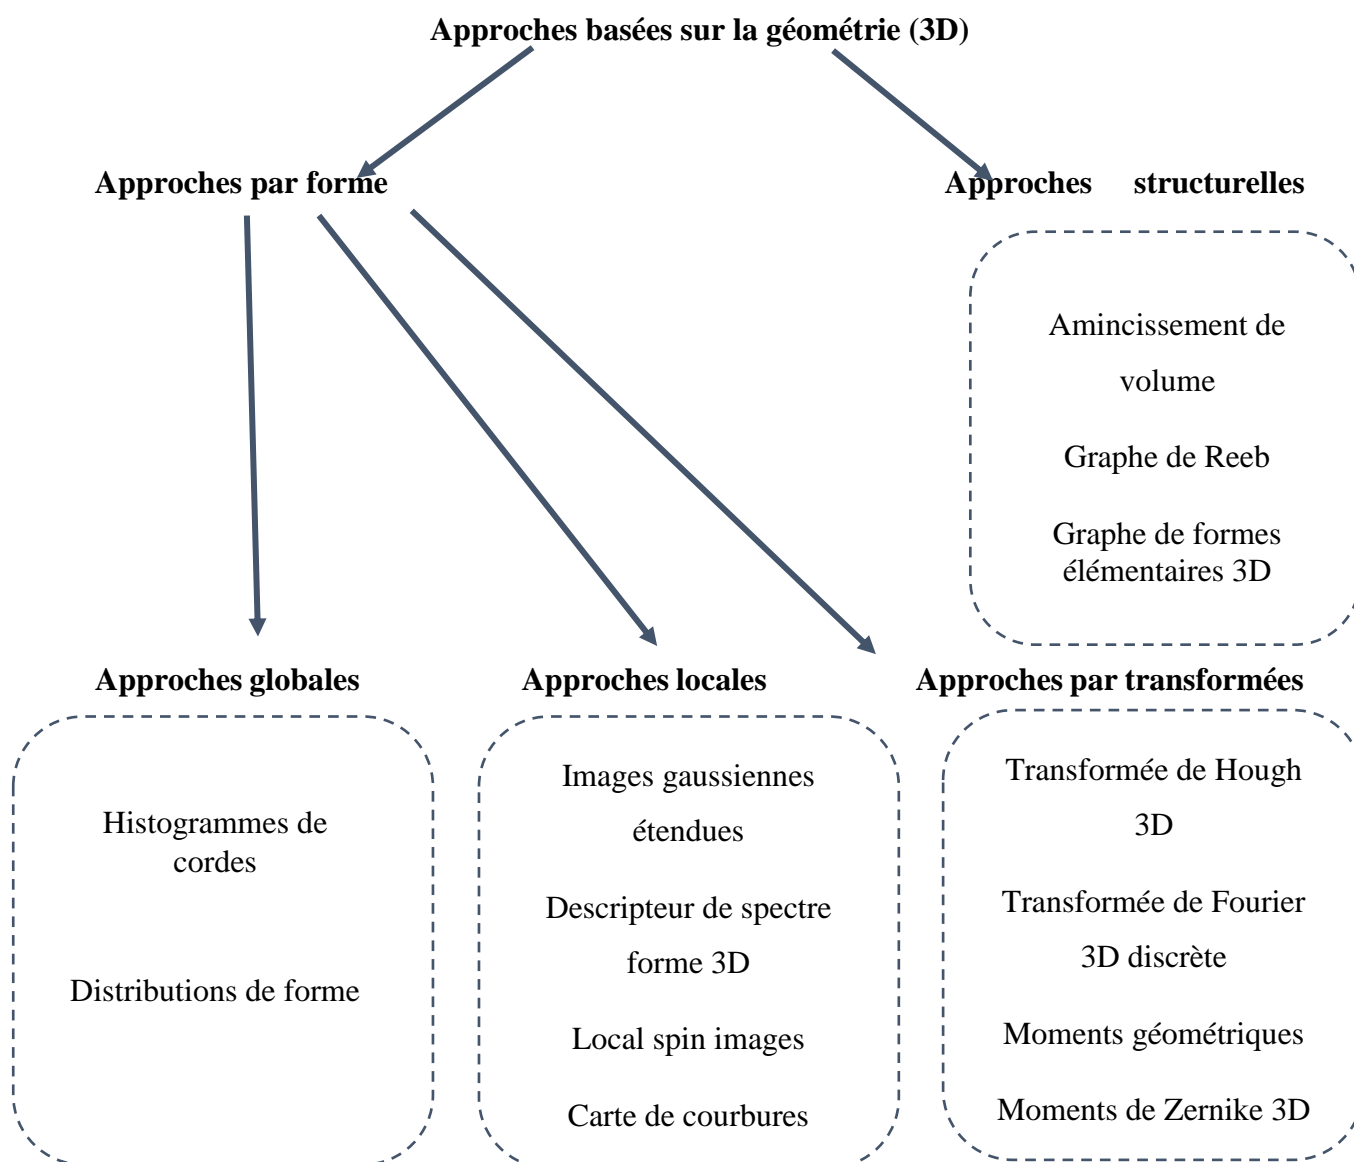 Approches basées sur la géométrie (3D)
Approches par forme
Approches structurelles
Amincissement de
volume
Graphe de Reeb
Graphe de formes
élémentaires 3D
Approches globales
Histogrammes de
cordes
Distributions de forme
Approches locales
Images gaussiennes
étendues
Descripteur de spectre
forme 3D
Local spin images
Carte de courbures
Approches par transformées
Transformée de Hough
3D
Transformée de Fourier
3D discrète
Moments géométriques
Moments de Zernike 3D